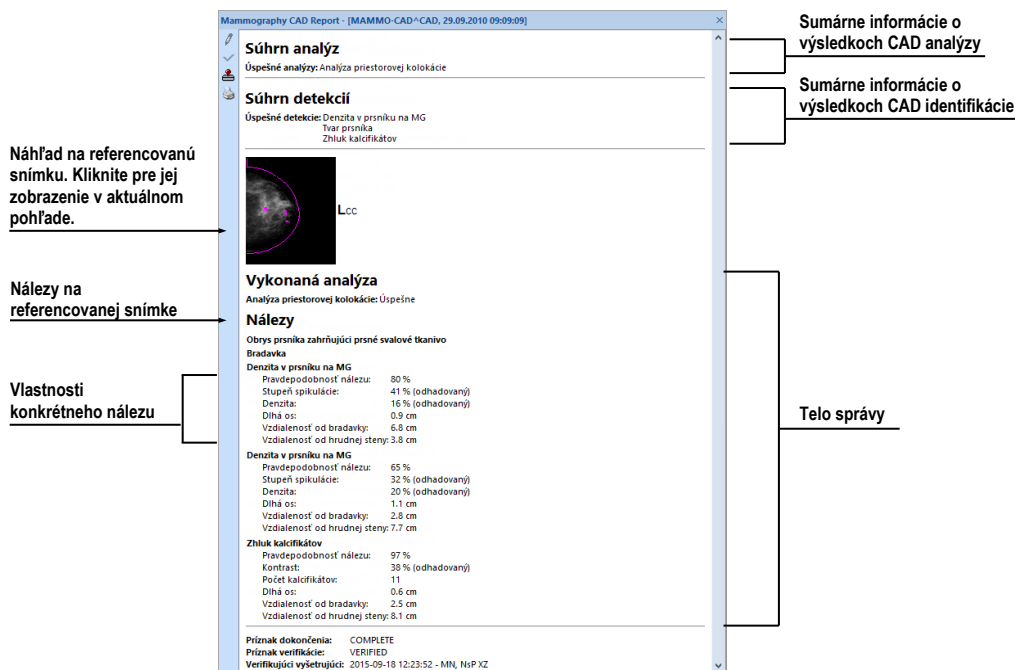 Mammography CAD Report - [MAMMO-CAD^CAD, 29.09.2010 09:09:09]
Súhrn analýz
Úspešné analýzy: Analýza priestorovej kolokácie
Súhrn detekcií
Úspešné detekcie: Denzita v prsníku na MG
Tvar prsníka
Zhluk kalcifikátov
Lcc
Vykonaná analýza
Analýza priestorovej kolokácie: Úspešne
Nálezy
Obrys prsníka zahrňujúci prsné svalové tkanivo
Bradavka
Denzita v prsníku na MG
Pravdepodobnosť nálezu: 80 %
Stupeň spikulácie: 41 % (odhadovaný)
Denzita: 16 % (odhadovaný)
Dlhá os: 0.9 cm
Vzdialenosť od bradavky: 6.8 cm
Vzdialenosť od hrudnej steny: 3.8 cm
Denzita v prsníku na MG
Pravdepodobnosť nálezu: 65 %
Stupeň spikulácie: 32 % (odhadovaný)
Denzita: 20 % (odhadovaný)
Dlhá os: 1.1 cm
Vzdialenosť od bradavky: 2.8 cm
Vzdialenosť od hrudnej steny: 7.7 cm
Zhluk kalcifikátov
Pravdepodobnosť nálezu: 97 %
Kontrast: 38 % (odhadovaný)
Počet kalcifikátov: 11
Dlhá os: 0.6 cm
Vzdialenosť od bradavky: 2.5 cm
Vzdialenosť od hrudnej steny: 8.1 cm
Príznak dokončenia: COMPLETE
Príznak verifikácie: VERIFIED
Verifikujúci vyšetrujúci: 2015-09-18 12:23:52 - MN, NsP XZ
Náhľad na referencovanú
snímku. Kliknite pre jej
zobrazenie v aktuálnom
pohľade.
Nálezy na
referencovanej snímke
Vlastnosti
konkrétneho nálezu
Sumárne informácie o
výsledkoch CAD analýzy
Sumárne informácie o
výsledkoch CAD identifikácie
Telo správy